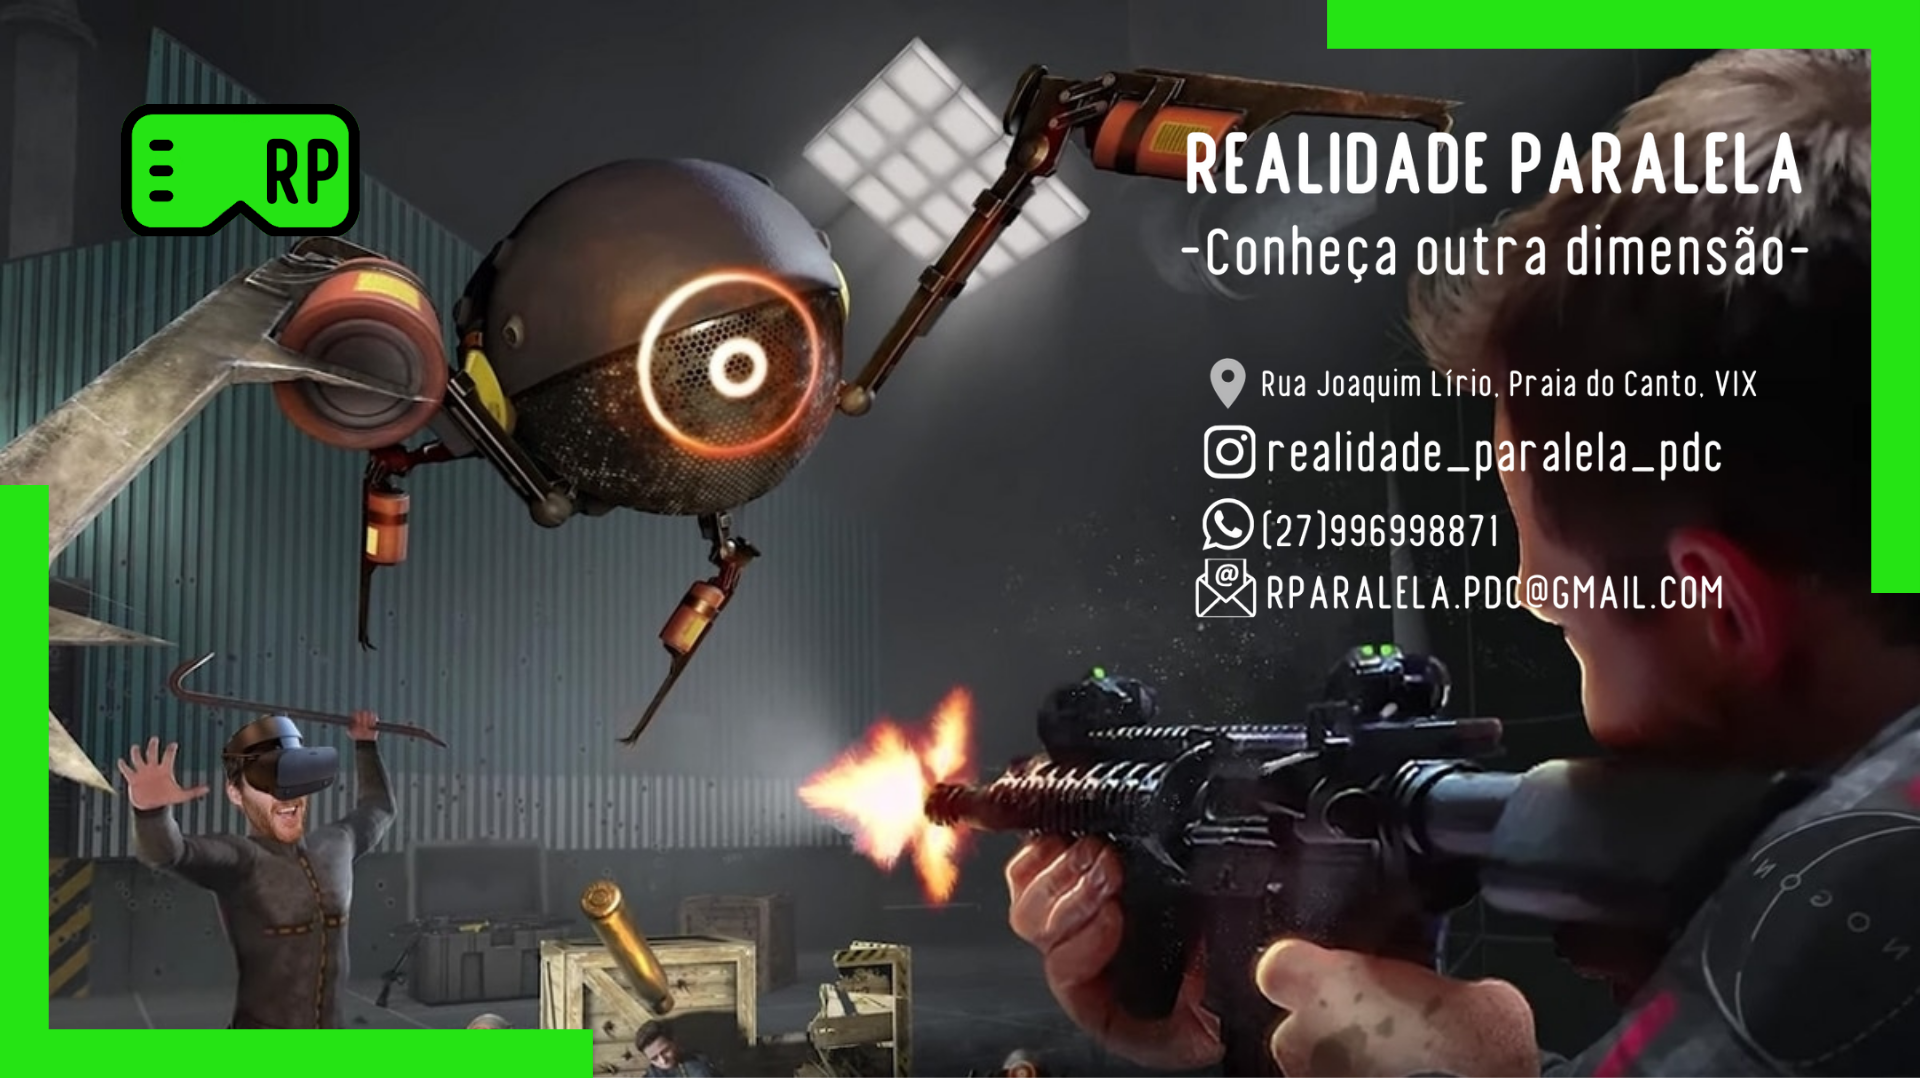 RP
REALIDADE PARALELA
-Conheça outra dimensão-
Rua Joaquim Lírio, Praia do Canto, VIX
realidade_paralela_pdc
(27)996998871
@
RPARALELA.PDC@GMAIL.COM